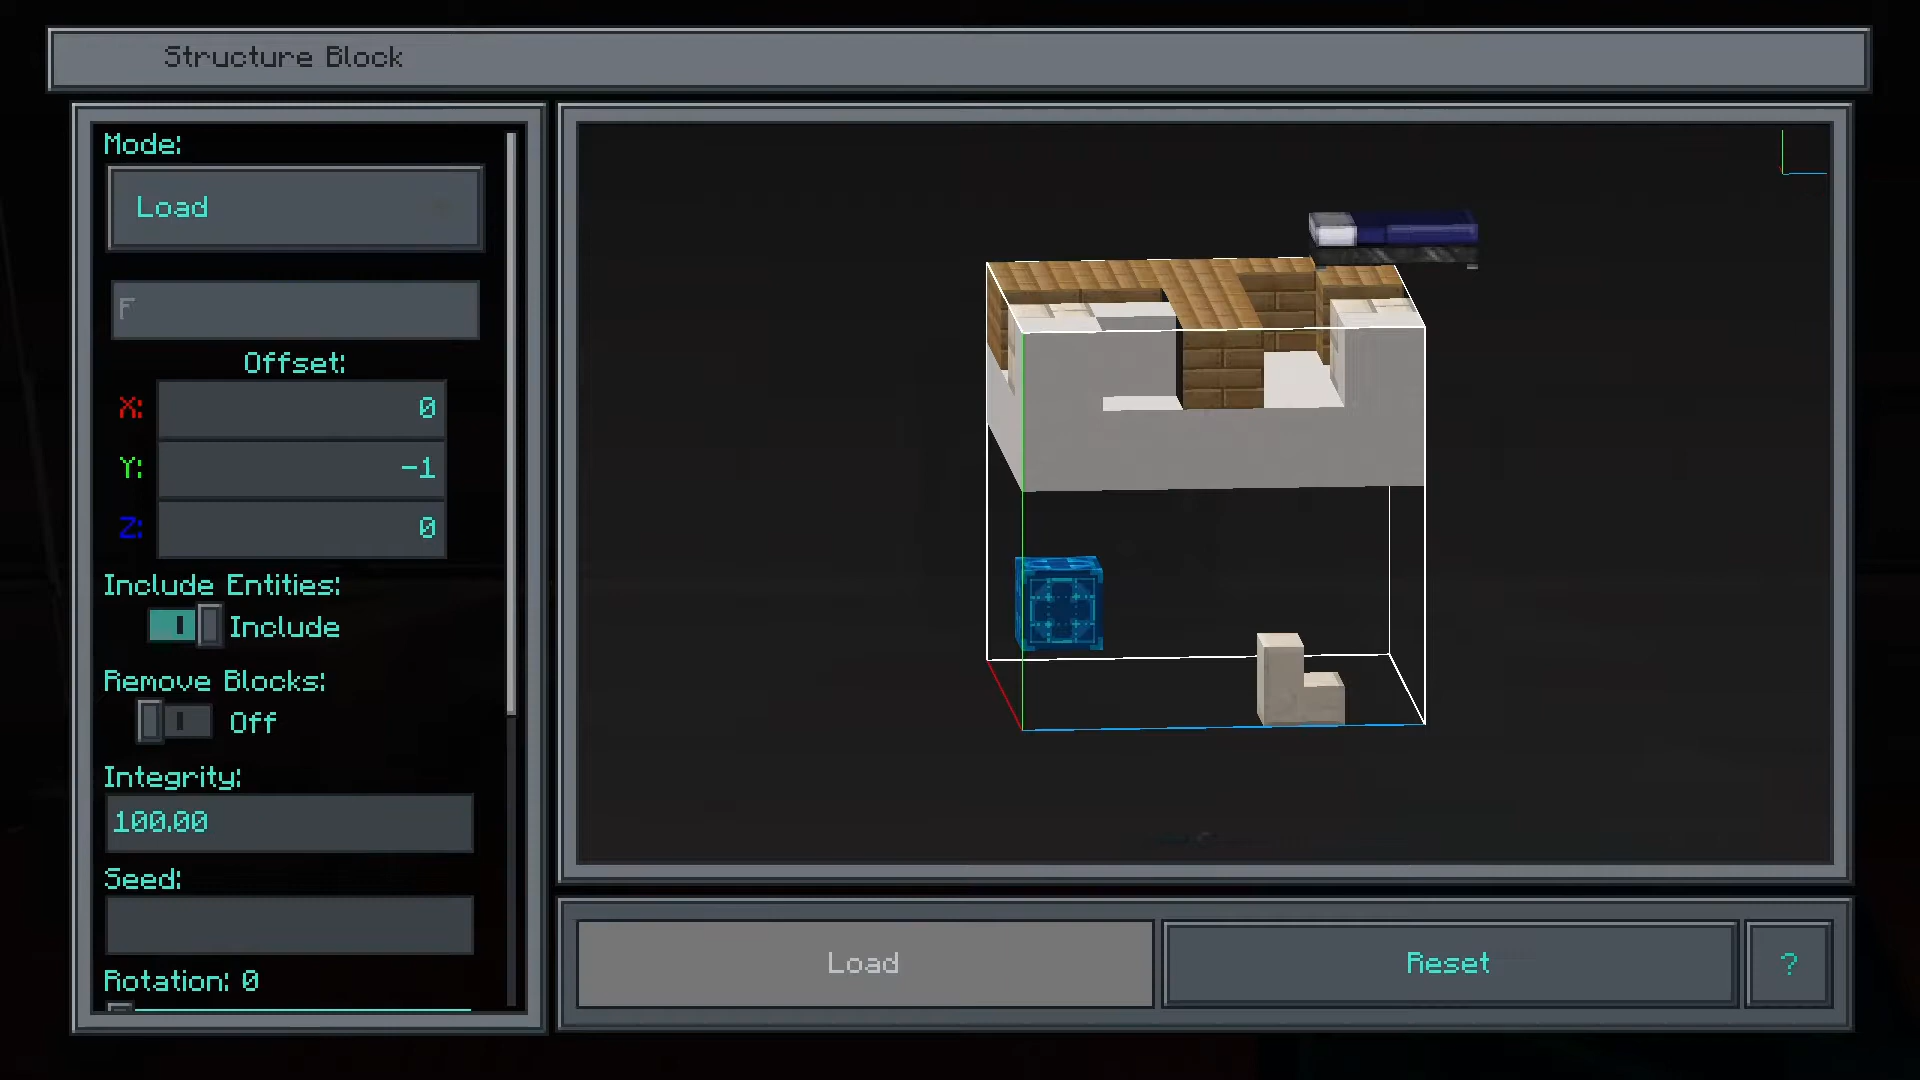 Structure Block
Mode:
Load
F
Offset:
X: 0
Y: -1
Z: 0
Include Entities:
Include
Remove Blocks:
Off
Integrity:
100.00
Seed:
Rotation: 0
Load
Reset
?